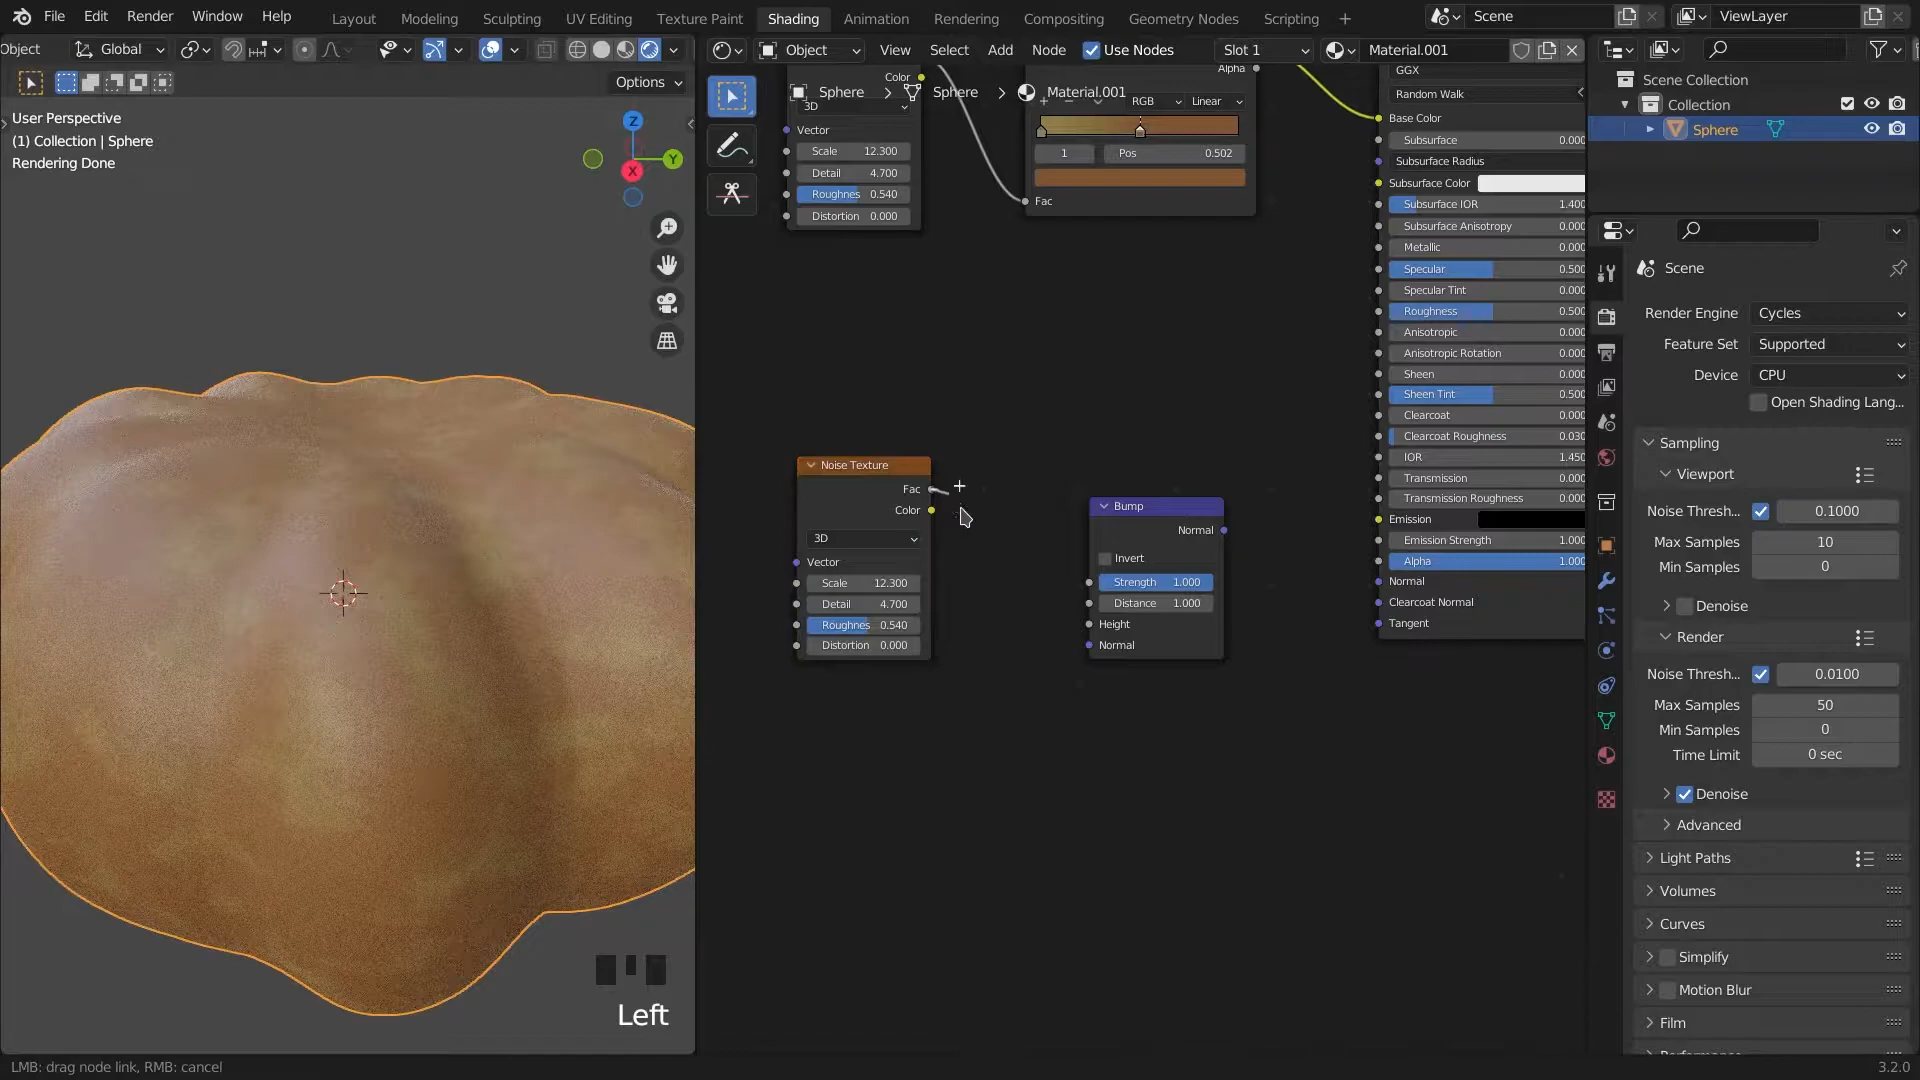 File Edit Render Window Help Layout Modeling Sculpting UV Editing Texture Paint Shading Animation Rendering Compositing Geometry Nodes Scripting + Scene ViewLayer
Object Global Object View Select Add Node Use Nodes Slot 1 Material.001
Options
User Perspective
(1) Collection | Sphere
Rendering Done
Z
Y
X
Left
Color
Sphere > Sphere > Material.001
3D
Vector
Scale 12.300
Detail 4.700
Roughnes 0.540
Distortion 0.000
Alpha
RGB Linear
1 Pos 0.502
Fac
Noise Texture
Fac
Color
3D
Vector
Scale 12.300
Detail 4.700
Roughnes 0.540
Distortion 0.000
Bump
Normal
Invert
Strength 1.000
Distance 1.000
Height
Normal
GGX
Random Walk
Base Color
Subsurface 0.000
Subsurface Radius
Subsurface Color
Subsurface IOR 1.400
Subsurface Anisotropy 0.000
Metallic 0.000
Specular 0.500
Specular Tint 0.000
Roughness 0.500
Anisotropic 0.000
Anisotropic Rotation 0.000
Sheen 0.000
Sheen Tint 0.500
Clearcoat 0.000
Clearcoat Roughness 0.030
IOR 1.450
Transmission 0.000
Transmission Roughness 0.000
Emission
Emission Strength 1.000
Alpha 1.000
Normal
Clearcoat Normal
Tangent
Scene Collection
Collection
Sphere
Scene
Render Engine Cycles
Feature Set Supported
Device CPU
Open Shading Lang...
Sampling
Viewport
Noise Thresh... 0.1000
Max Samples 10
Min Samples 0
Denoise
Render
Noise Thresh... 0.0100
Max Samples 50
Min Samples 0
Time Limit 0 sec
Denoise
Advanced
Light Paths
Volumes
Curves
Simplify
Motion Blur
Film
LMB: drag node link, RMB: cancel
3.2.0